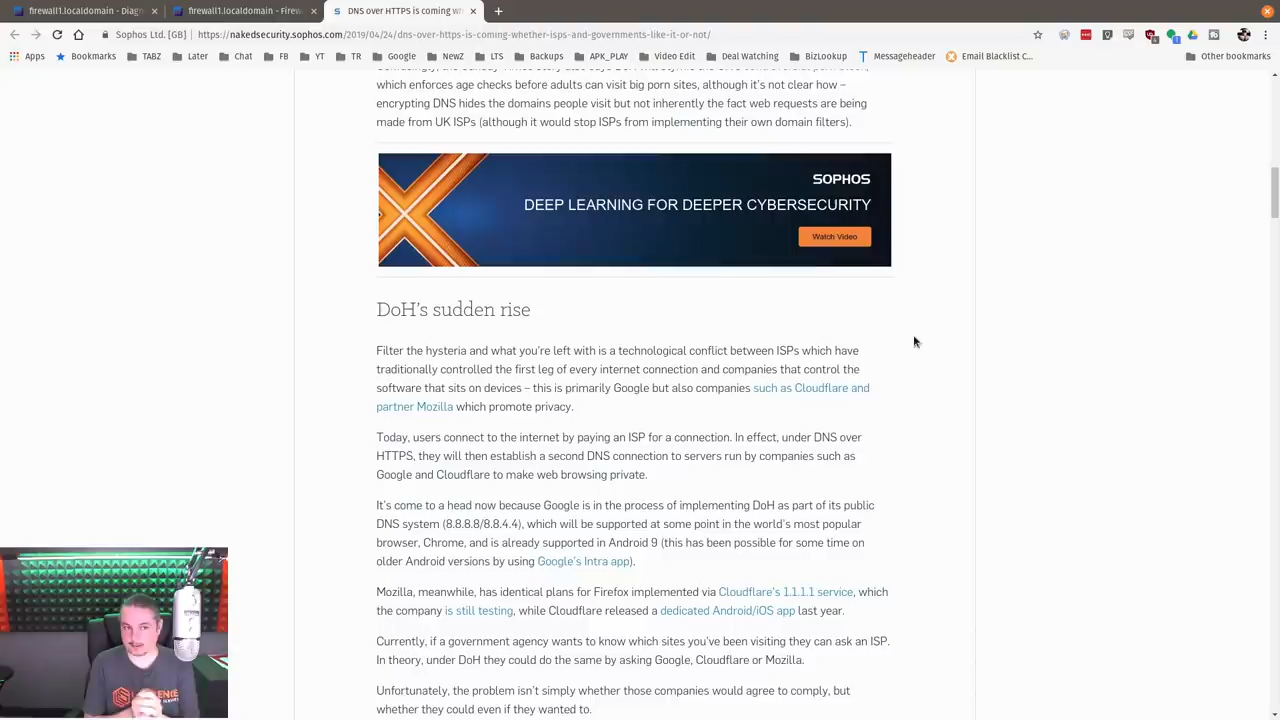 firewall1.localdomain - Diagn
firewall1.localdomain - Firew
DNS over HTTPS is coming wh
Sophos Ltd. [GB]
https://nakedsecurity.sophos.com/2019/04/24/dns-over-https-is-coming-whether-isps-and-governments-like-it-or-not/
Apps Bookmarks TABZ Later Chat FB YT TR Google NewZ LTS Backups APK_PLAY Video Edit Deal Watching BizLookup Messageheader Email Blacklist C... Other bookmarks
which enforces age checks before adults can visit big porn sites, although it's not clear how –
encrypting DNS hides the domains people visit but not inherently the fact web requests are being
made from UK ISPs (although it would stop ISPs from implementing their own domain filters).
SOPHOS
DEEP LEARNING FOR DEEPER CYBERSECURITY
Watch Video
DoH's sudden rise
Filter the hysteria and what you're left with is a technological conflict between ISPs which have
traditionally controlled the first leg of every internet connection and companies that control the
software that sits on devices – this is primarily Google but also companies such as Cloudflare and
partner Mozilla which promote privacy.
Today, users connect to the internet by paying an ISP for a connection. In effect, under DNS over
HTTPS, they will then establish a second DNS connection to servers run by companies such as
Google and Cloudflare to make web browsing private.
It's come to a head now because Google is in the process of implementing DoH as part of its public
DNS system (8.8.8.8/8.8.4.4), which will be supported at some point in the world's most popular
browser, Chrome, and is already supported in Android 9 (this has been possible for some time on
older Android versions by using Google's Intra app).
Mozilla, meanwhile, has identical plans for Firefox implemented via Cloudflare's 1.1.1.1 service, which
the company is still testing, while Cloudflare released a dedicated Android/iOS app last year.
Currently, if a government agency wants to know which sites you've been visiting they can ask an ISP.
In theory, under DoH they could do the same by asking Google, Cloudflare or Mozilla.
Unfortunately, the problem isn't simply whether those companies would agree to comply, but
whether they could even if they wanted to.